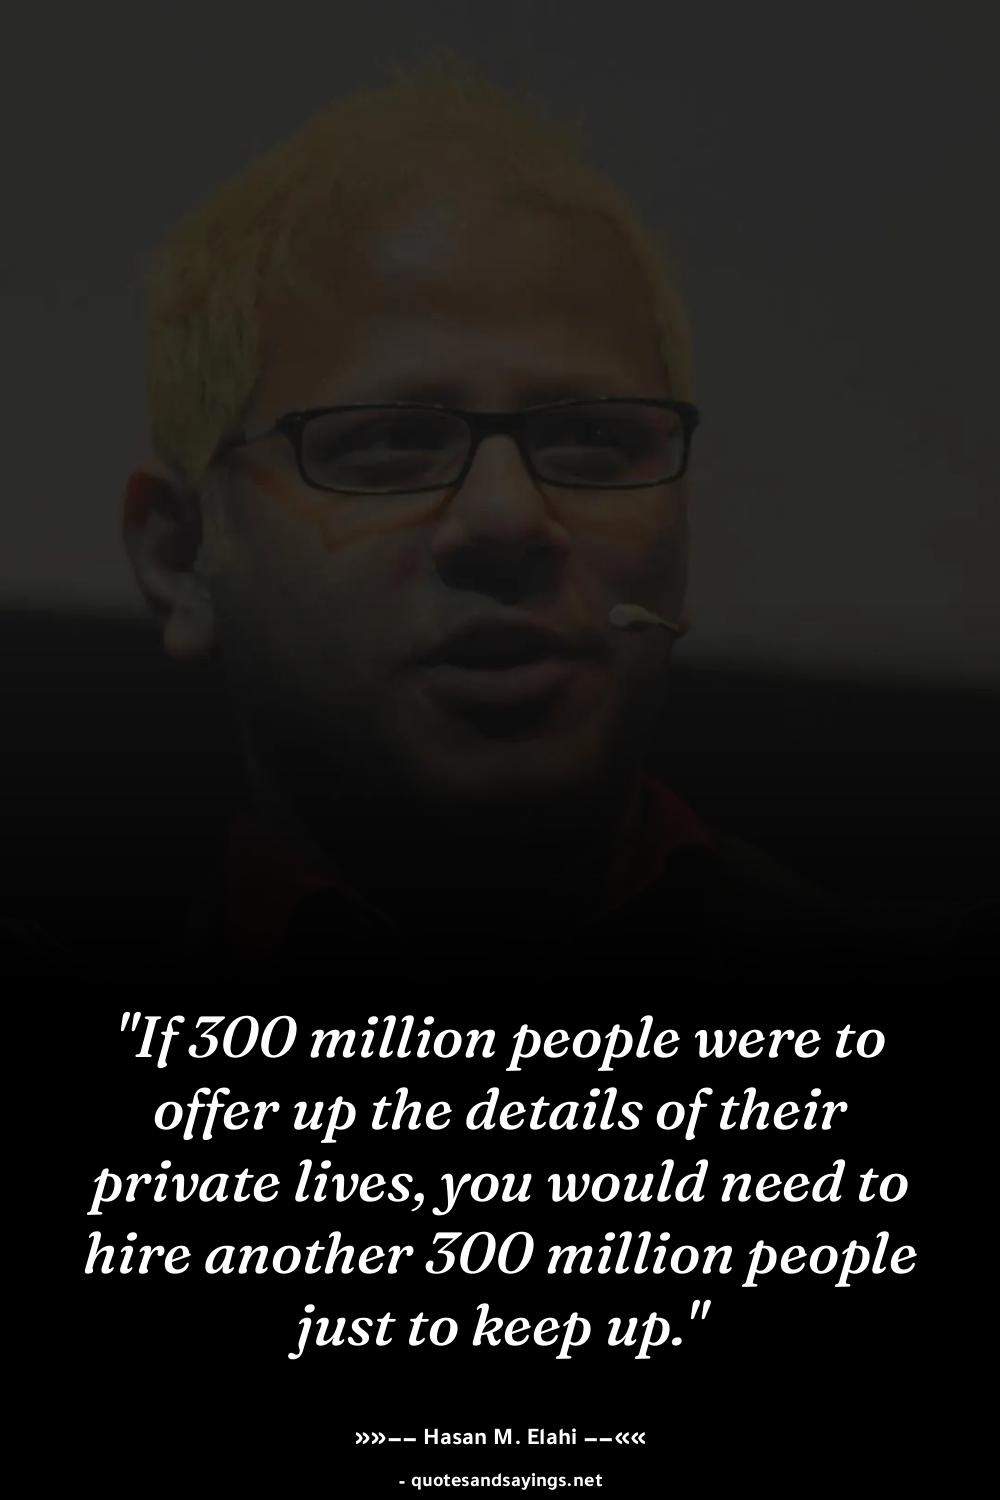 "If 300 million people were to
offer up the details of their
private lives, you would need to
hire another 300 million people
just to keep up."
»»–– Hasan M. Elahi ––««
- quotesandsayings.net